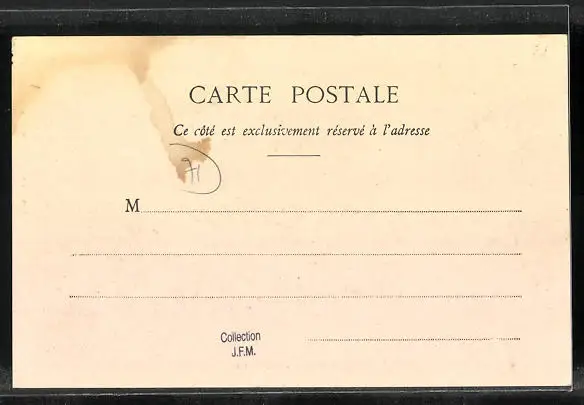 CARTE POSTALE
Ce côté est exclusivement réservé à l'adresse
M
Collection
J.F.M.